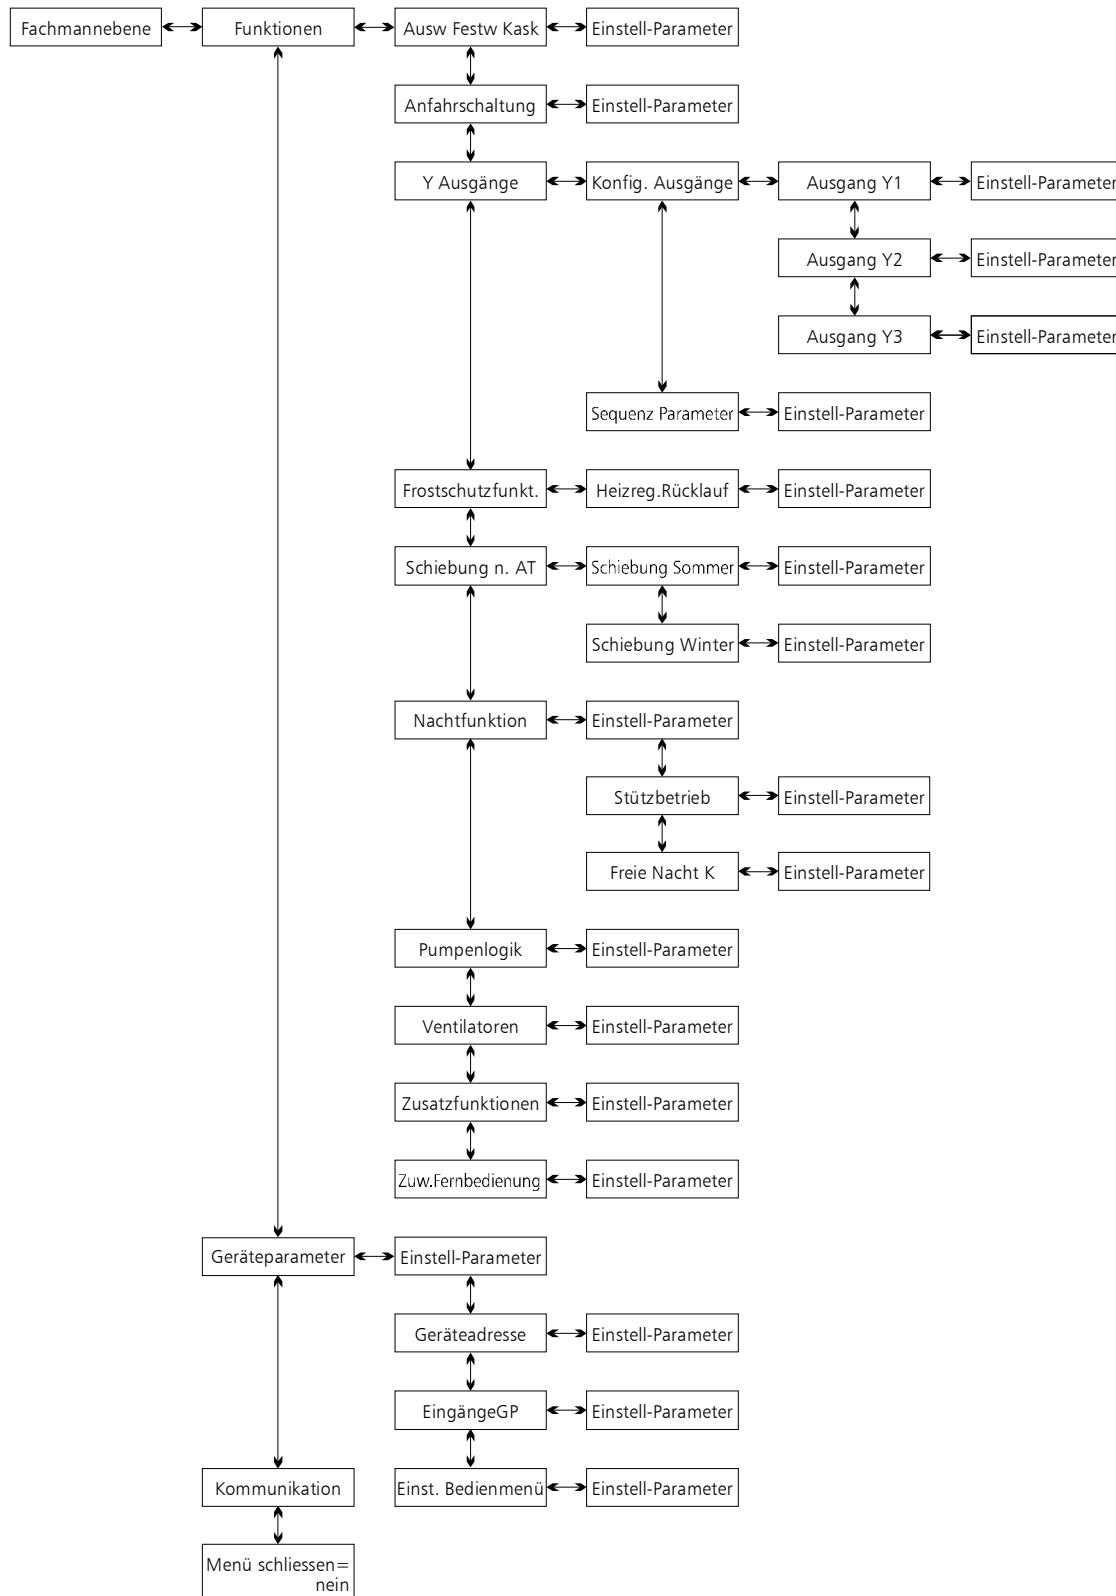 Fachmannebene
Funktionen
Ausw Festw Kask
Einstell-Parameter
Anfahrschaltung
Einstell-Parameter
Y Ausgänge
Konfig. Ausgänge
Ausgang Y1
Einstell-Parameter
Ausgang Y2
Einstell-Parameter
Ausgang Y3
Einstell-Parameter
Sequenz Parameter
Einstell-Parameter
Frostschutzfunkt.
Heizreg.Rücklauf
Einstell-Parameter
Schiebung n. AT
Schiebung Sommer
Einstell-Parameter
Schiebung Winter
Einstell-Parameter
Nachtfunktion
Einstell-Parameter
Stützbetrieb
Einstell-Parameter
Freie Nacht K
Einstell-Parameter
Pumpenlogik
Einstell-Parameter
Ventilatoren
Einstell-Parameter
Zusatzfunktionen
Einstell-Parameter
Zuw.Fernbedienung
Einstell-Parameter
Geräteparameter
Einstell-Parameter
Geräteadresse
Einstell-Parameter
EingängeGP
Einstell-Parameter
Kommunikation
Einst. Bedienmenü
Einstell-Parameter
Menü schliessen=
nein